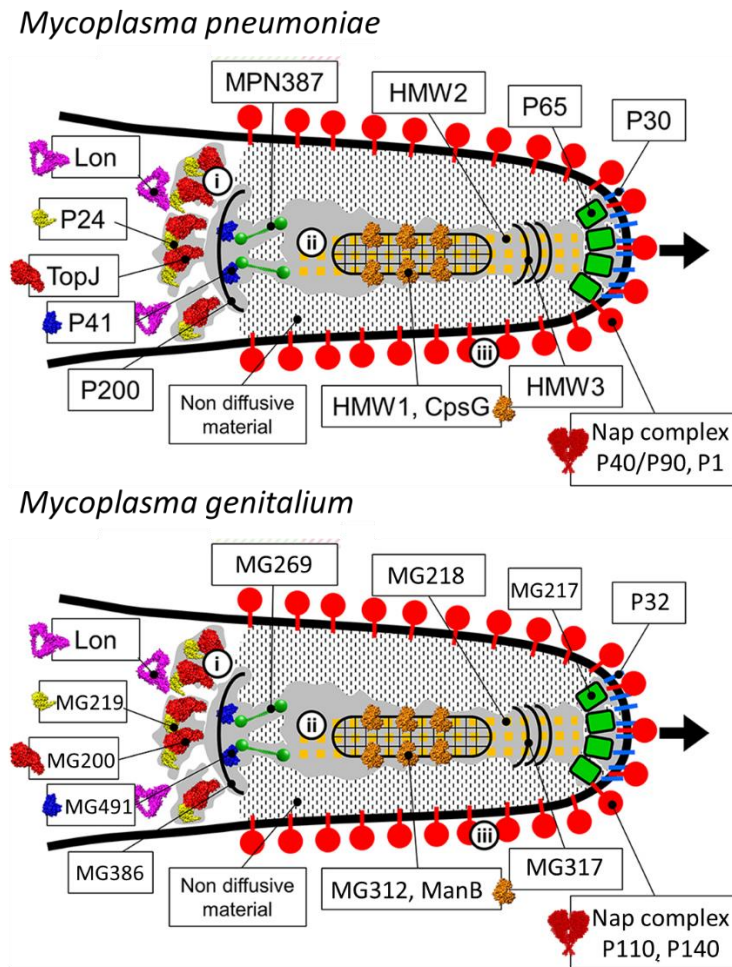 Mycoplasma pneumoniae
MPN387
HMW2
P65
P30
Lon
i
P24
ii
TopJ
P41
iii
P200
Non diffusive
material
HMW1, CpsG
HMW3
Nap complex
P40/P90, P1
Mycoplasma genitalium
MG269
MG218
MG217
P32
Lon
i
MG219
ii
MG200
MG491
iii
MG386
Non diffusive
material
MG312, ManB
MG317
Nap complex
P110, P140